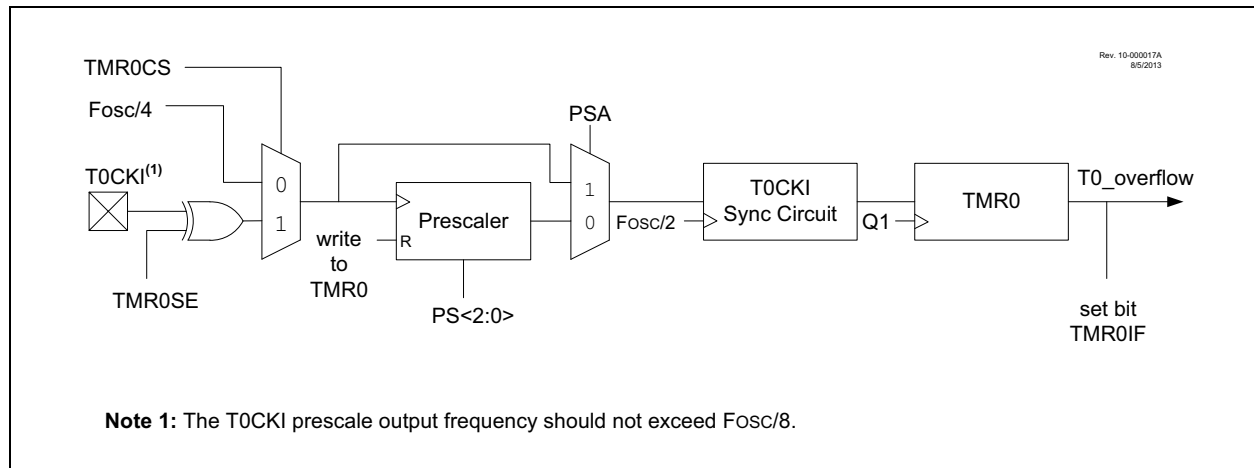 Rev. 10-000017A
8/5/2013
TMR0CS
Fosc/4
PSA
T0CKI(1)
0
1
TMR0SE
write
to
TMR0
R
Prescaler
PS<2:0>
1
0
FOSC/2
T0CKI
Sync Circuit
Q1
TMR0
T0_overflow
set bit
TMR0IF
Note 1: The T0CKI prescale output frequency should not exceed FOSC/8.